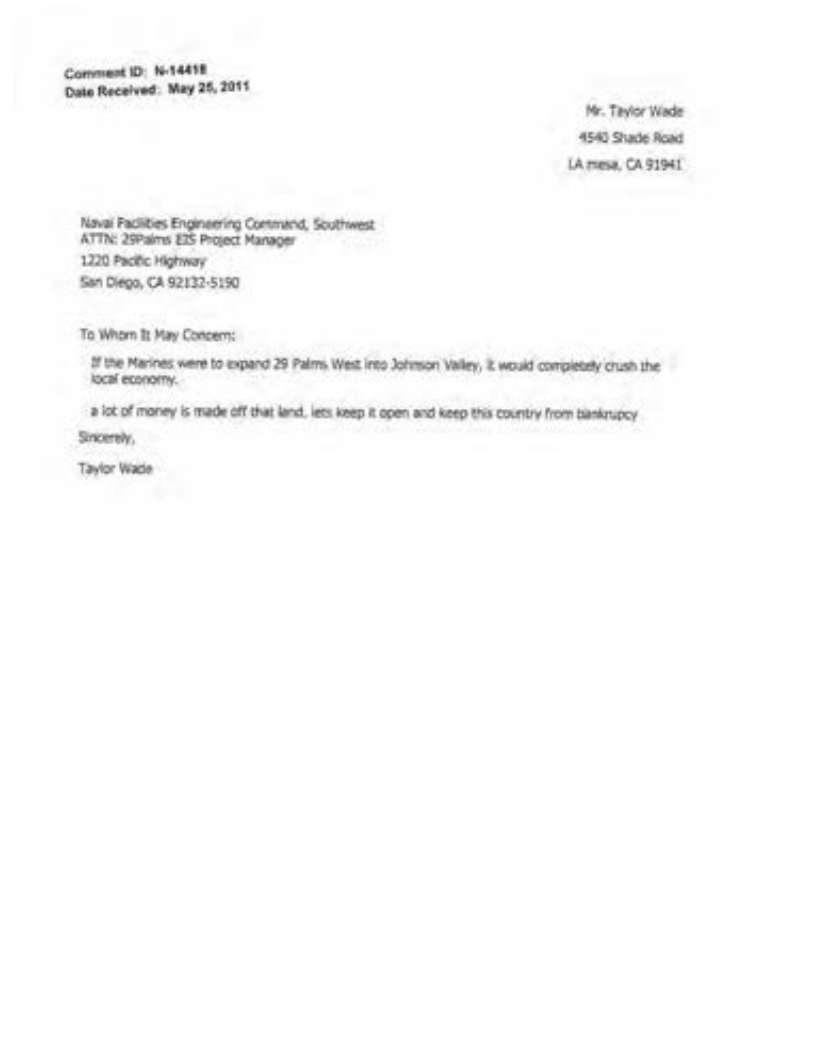 Comment ID: N-14418
Date Received: May 25, 2011
Mr. Taylor Wade
4540 Shade Road
LA mesa, CA 91941
Naval Facilities Engineering Command, Southwest
ATTN: 29Palms EIS Project Manager
1220 Pacific Highway
San Diego, CA 92132-5190
To Whom It May Concern:
If the Marines were to expand 29 Palms West into Johnson Valley, it would completely crush the
local economy.
a lot of money is made off that land, lets keep it open and keep this country from bankrupcy
Sincerely,
Taylor Wade